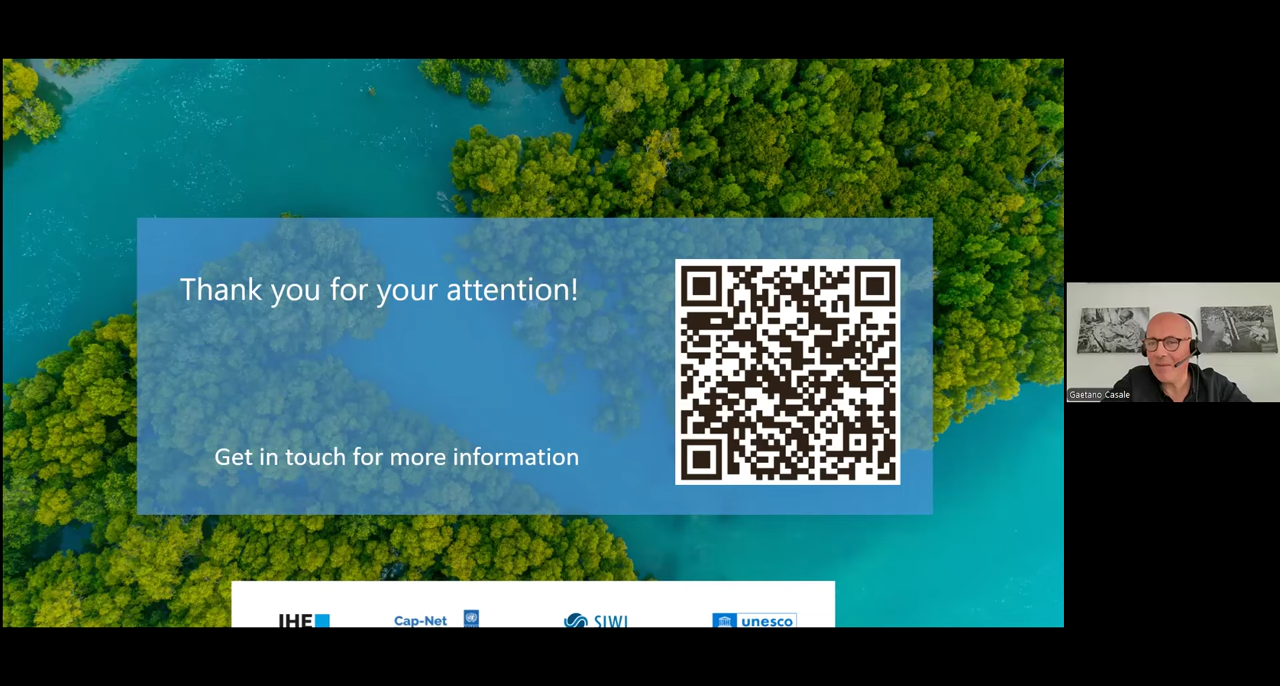 Thank you for your attention!
Get in touch for more information
Gaetano Casale
IHE
Cap-Net
SIWI
unesco